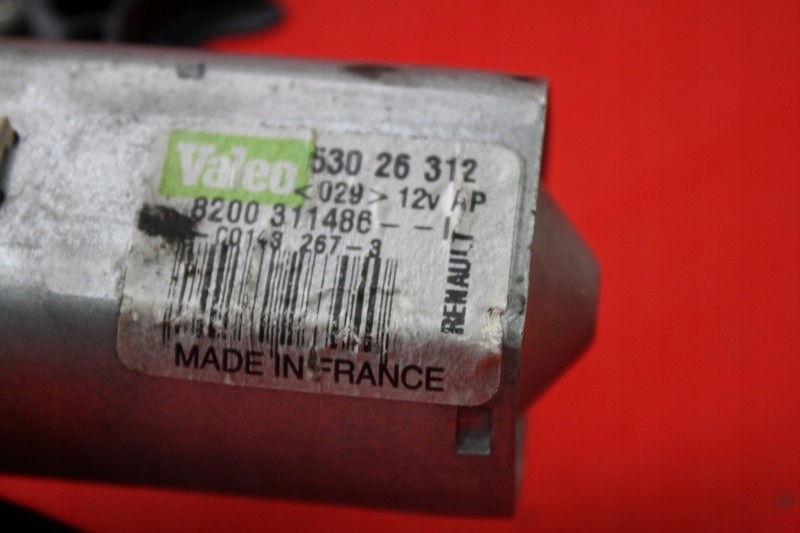 Valeo 530 26 312
<029> 12v AP
8200 311486---
C0143 267-3
RENAULT
MADE IN FRANCE